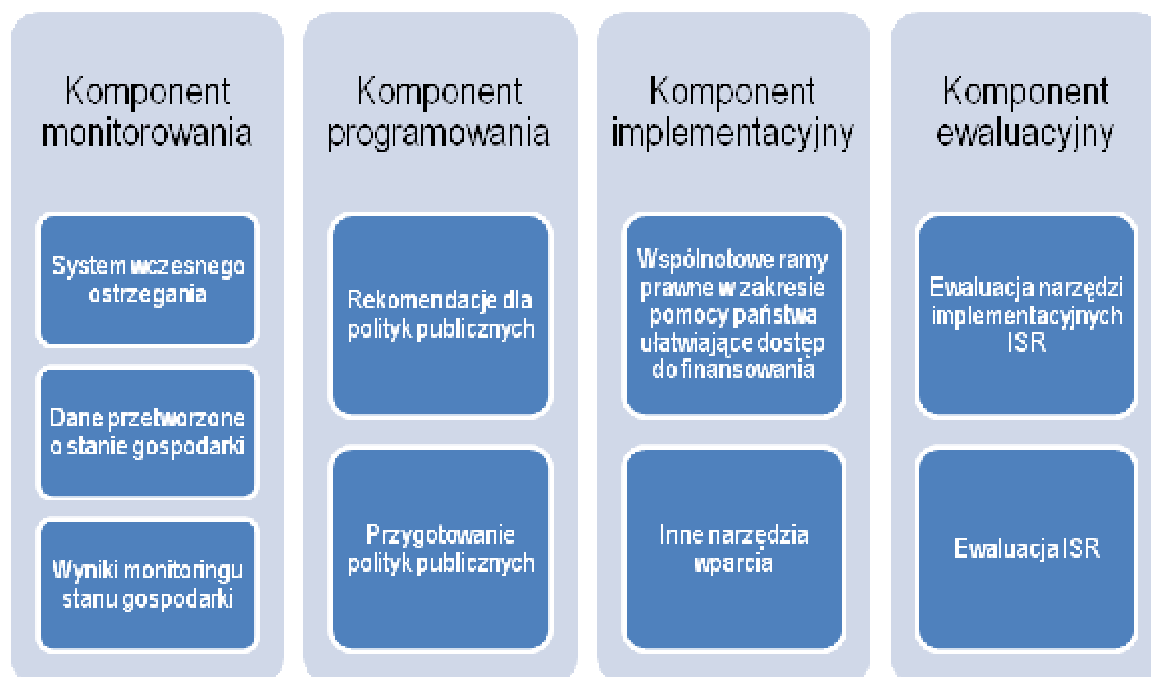 Komponent
monitorowania
System wczesnego
ostrzegania
Dane przetworzone
o stanie gospodarki
Wyniki monitoringu
stanu gospodarki
Komponent
programowania
Rekomendacje dla
polityk publicznych
Przygotowanie
polityk publicznych
Komponent
implementacyjny
Wspólnotowe ramy
prawne w zakresie
pomocy państwa
ułatwiające dostęp
do finansowania
Inne narzędzia
wparcia
Komponent
ewaluacyjny
Ewaluacja narzędzi
implementacyjnych
ISR
Ewaluacja ISR